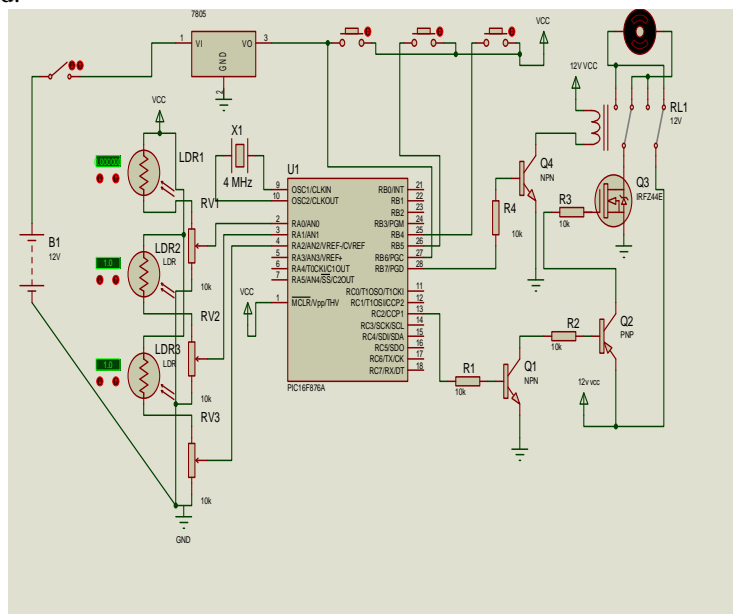 d.
7805
1
VI
VO
3
GND
2
VCC
VCC
12V VCC
RL1
12V
X1
4 MHz
LDR1
U1
Q4
NPN
Q3
IRFZ44E
R3
10k
R4
10k
RV1
10k
B1
12V
LDR2
LDR
1.0
RV2
10k
LDR3
LDR
1.0
RV3
10k
GND
VCC
9
OSC1/CLKIN
10
OSC2/CLKOUT
2
RA0/AN0
3
RA1/AN1
4
RA2/AN2/VREF-/CVREF
5
RA3/AN3/VREF+
6
RA4/T0CKI/C1OUT
7
RA5/AN4/SS/C2OUT
1
MCLR/Vpp/THV
RB0/INT
21
RB1
22
RB2
23
RB3/PGM
24
RB4
25
RB5
26
RB6/PGC
27
RB7/PGD
28
RC0/T1OSO/T1CKI
11
RC1/T1OSI/CCP2
12
RC2/CCP1
13
RC3/SCK/SCL
14
RC4/SDI/SDA
15
RC5/SDO
16
RC6/TX/CK
17
RC7/RX/DT
18
PIC16F876A
R1
10k
Q1
NPN
R2
10k
Q2
PNP
12v vcc